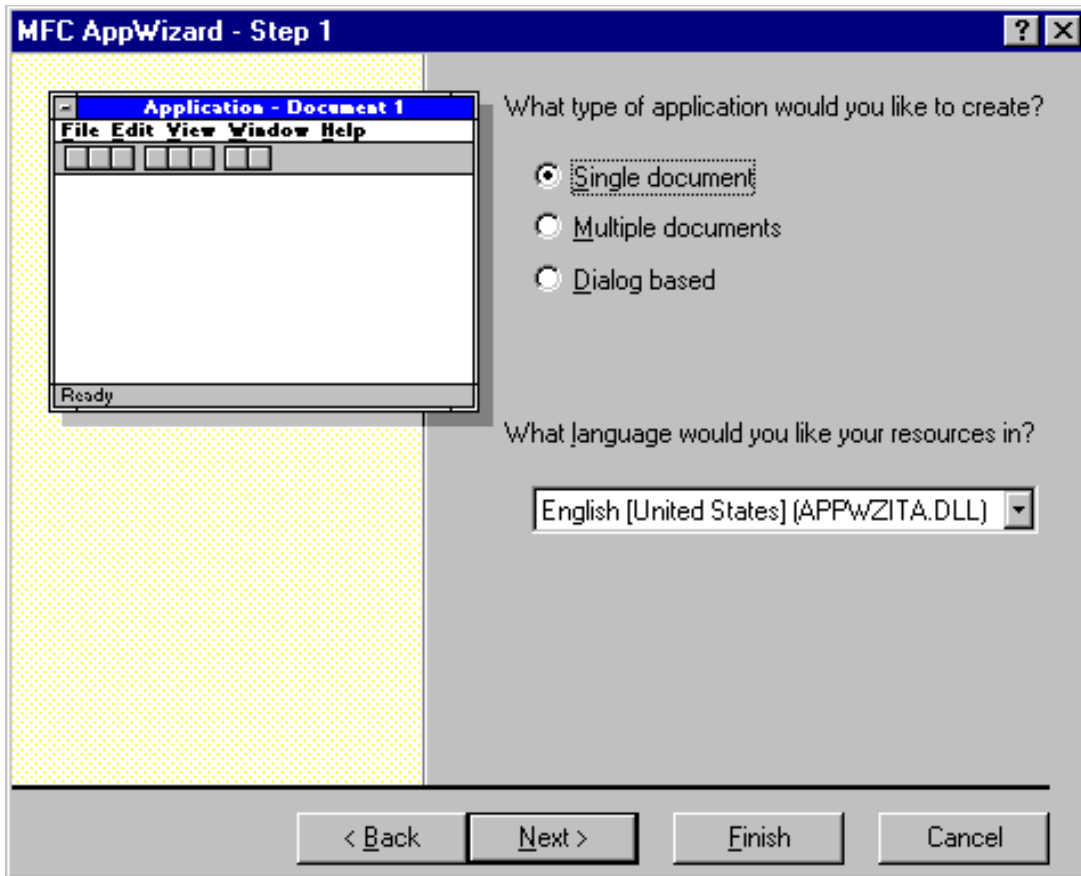 MFC AppWizard - Step 1
Application - Document 1
File Edit View Window Help
Ready
What type of application would you like to create?
Single document
Multiple documents
Dialog based
What language would you like your resources in?
English [United States] (APPWZITA.DLL)
< Back Next > Finish Cancel